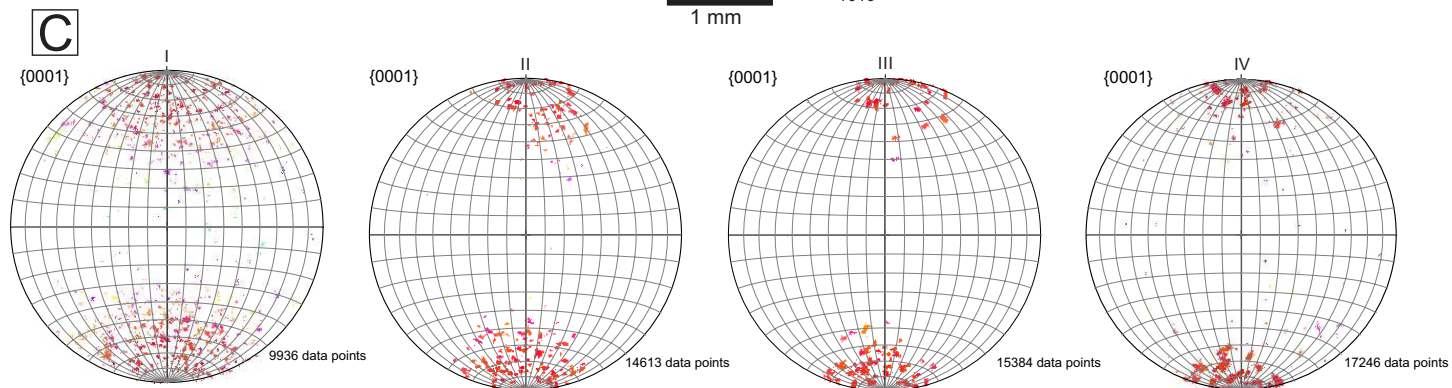 1 mm
C
I
{0001}
9936 data points
II
{0001}
14613 data points
III
{0001}
15384 data points
IV
{0001}
17246 data points